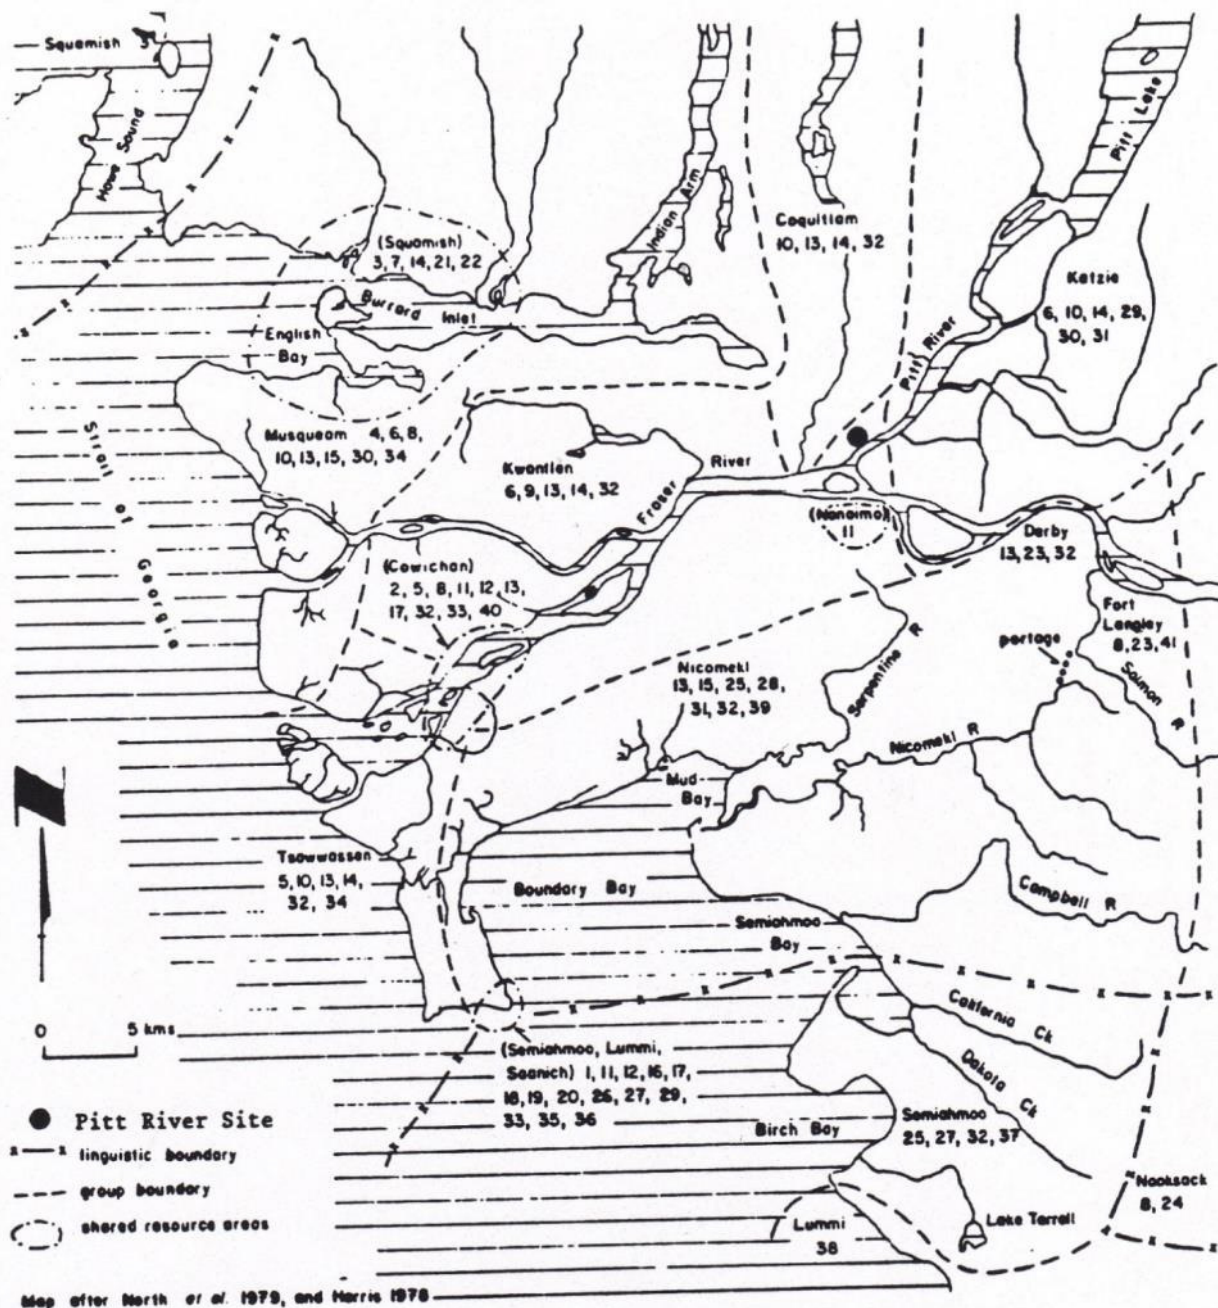 Squamish 5
Howe Sound
Pitt Lake
Indian Arm
Coquitlam
10, 13, 14, 32
(Squamish)
3, 7, 14, 21, 22
Burrard Inlet
English
Bay
Katzie
6, 10, 14, 29,
30, 31
Pitt River
Musqueam 4, 6, 8,
10, 13, 15, 30, 34
Kwantlen
6, 9, 13, 14, 32
Fraser River
Strait of Georgia
(Nanaimo)
11
Derby
13, 23, 32
(Cowichan)
2, 5, 8, 11, 12, 13,
17, 32, 33, 40
Fort
Langley
8, 23, 41
portage
Salmon R
Serpentine R
Nicomekl
13, 15, 25, 28,
31, 32, 39
Nicomekl R
Mud
Bay
Tsawwassen
5, 10, 13, 14,
32, 34
Boundary Bay
Campbell R
Semiahmoo
Bay
California Ck
Dakota Ck
0 5 kms
(Semiahmoo, Lummi,
Saanich) 1, 11, 12, 16, 17,
18, 19, 20, 26, 27, 29,
33, 35, 36
Birch Bay
Semiahmoo
25, 27, 32, 37
Nooksack
8, 24
Lummi
38
Lake Terrell
Pitt River Site
x x linguistic boundary
group boundary
shared resource areas
Map after North et al. 1979, and Harris 1978